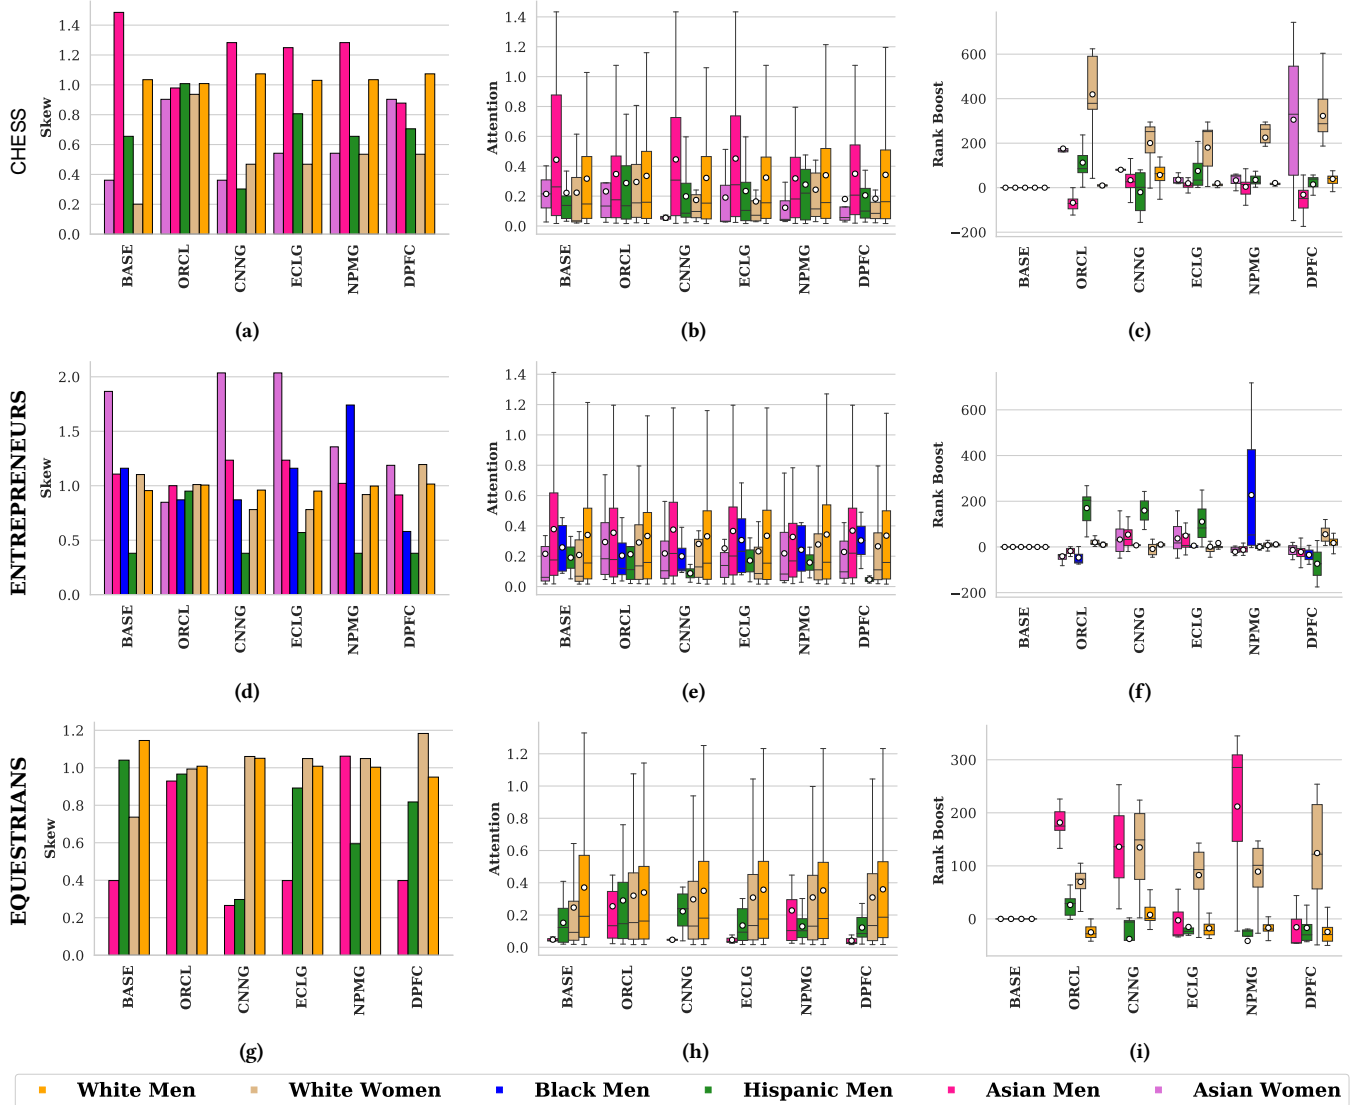 CHESS
Skew
1.4
1.2
1.0
0.8
0.6
0.4
0.2
0.0
BASE
ORCL
CNNG
ECLG
NPMG
DPFC
(a)
Attention
1.4
1.2
1.0
0.8
0.6
0.4
0.2
0.0
BASE
ORCL
CNNG
ECLG
NPMG
DPFC
(b)
Rank Boost
600
400
200
0
−200
BASE
ORCL
CNNG
ECLG
NPMG
DPFC
(c)
ENTREPRENEURS
Skew
2.0
1.5
1.0
0.5
0.0
BASE
ORCL
CNNG
ECLG
NPMG
DPFC
(d)
Attention
1.4
1.2
1.0
0.8
0.6
0.4
0.2
0.0
BASE
ORCL
CNNG
ECLG
NPMG
DPFC
(e)
Rank Boost
600
400
200
0
−200
BASE
ORCL
CNNG
ECLG
NPMG
DPFC
(f)
EQUESTRIANS
Skew
1.2
1.0
0.8
0.6
0.4
0.2
0.0
BASE
ORCL
CNNG
ECLG
NPMG
DPFC
(g)
Attention
1.2
1.0
0.8
0.6
0.4
0.2
0.0
BASE
ORCL
CNNG
ECLG
NPMG
DPFC
(h)
Rank Boost
300
200
100
0
BASE
ORCL
CNNG
ECLG
NPMG
DPFC
(i)
White Men White Women Black Men Hispanic Men Asian Men Asian Women